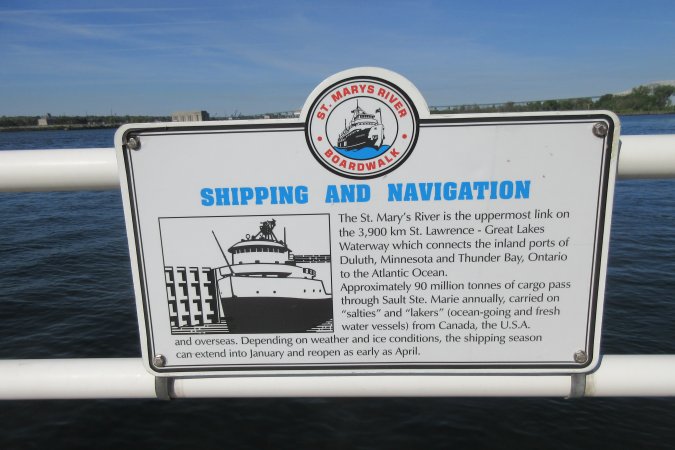 ST. MARYS RIVER
BOARDWALK
SHIPPING AND NAVIGATION
The St. Mary's River is the uppermost link on
the 3,900 km St. Lawrence - Great Lakes
Waterway which connects the inland ports of
Duluth, Minnesota and Thunder Bay, Ontario
to the Atlantic Ocean.
Approximately 90 million tonnes of cargo pass
through Sault Ste. Marie annually, carried on
"salties" and "lakers" (ocean-going and fresh
water vessels) from Canada, the U.S.A.
and overseas. Depending on weather and ice conditions, the shipping season
can extend into January and reopen as early as April.